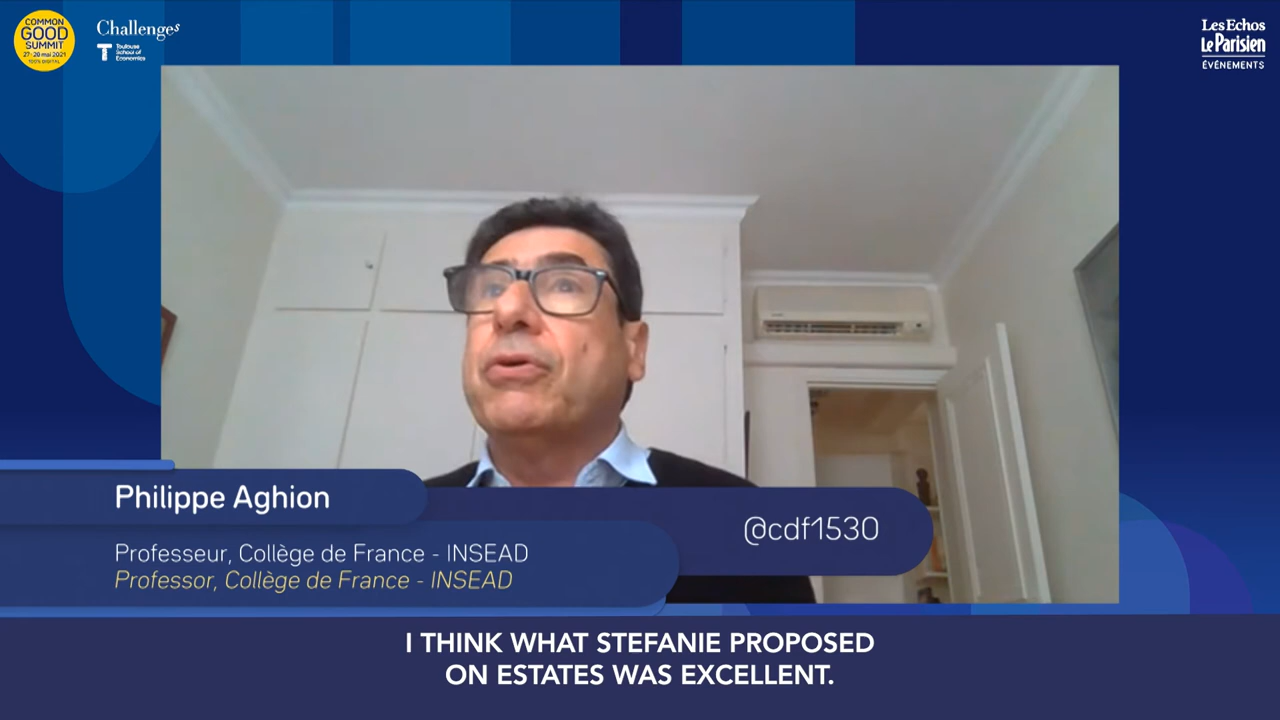 COMMON
GOOD
SUMMIT
27 - 28 mai 2021
100% DIGITAL
Challenges
Toulouse
School of
Economics
Les Echos
Le Parisien
ÉVÉNEMENTS
Philippe Aghion
@cdf1530
Professeur, Collège de France - INSEAD
Professor, Collège de France - INSEAD
I THINK WHAT STEFANIE PROPOSED
ON ESTATES WAS EXCELLENT.